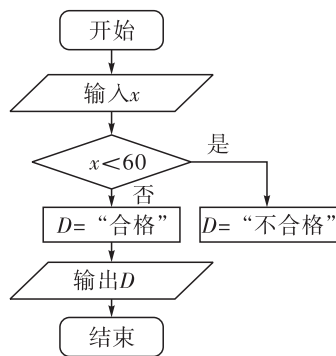 开始
输入x
x<60
是
否
D= “合格”
D= “不合格”
输出D
结束